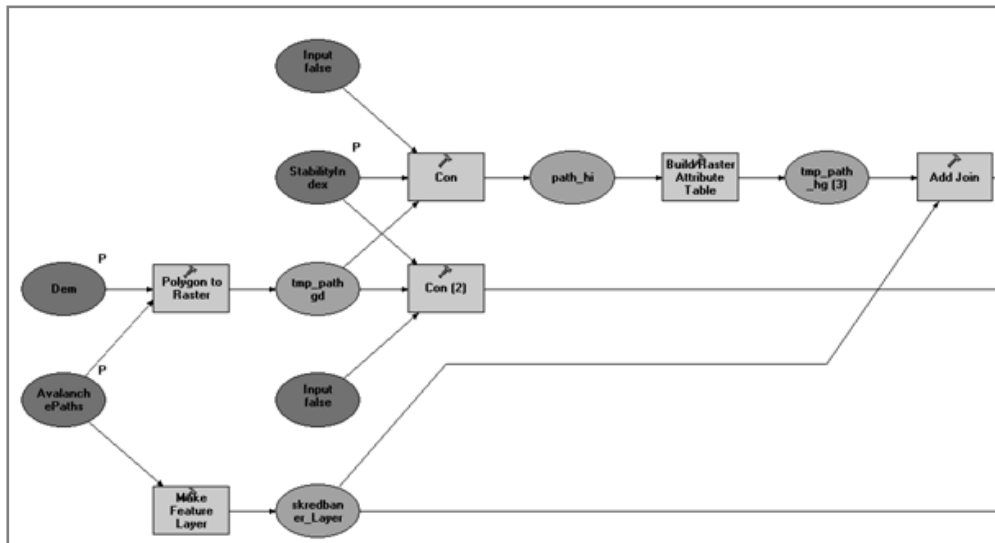 Input
false
P
StabilityIn
dex
Con
path_hi
Build Raster
Attribute
Table
tmp_path
_hg (3)
Add Join
P
Dem
Polygon to
Raster
tmp_path
gd
Con (2)
P
Avalanch
ePaths
Input
false
Make
Feature
Layer
skredban
er_Layer